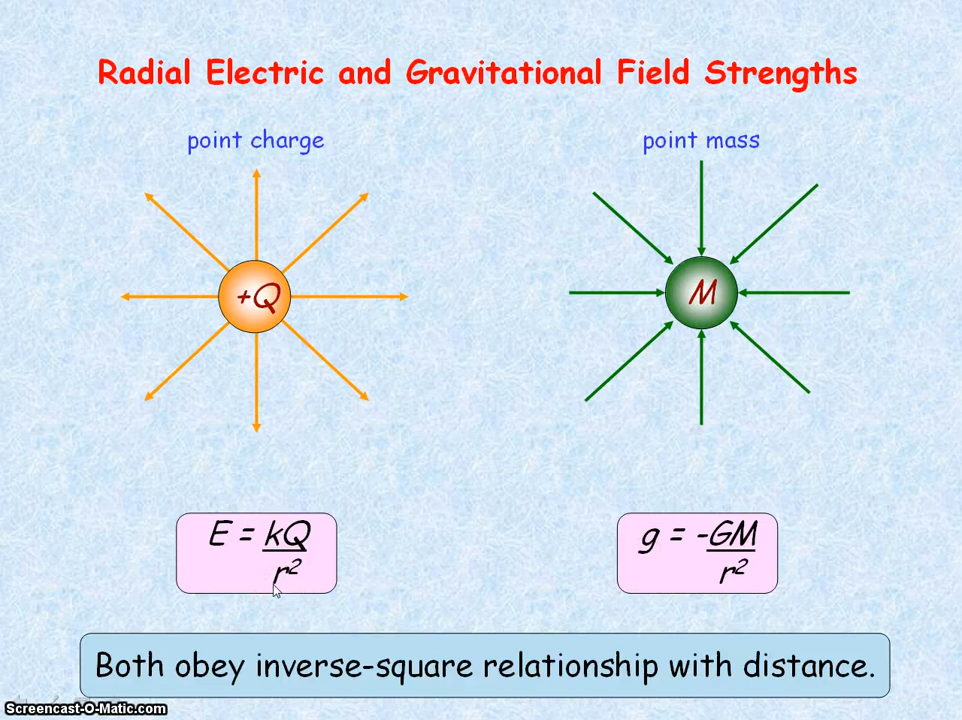 Radial Electric and Gravitational Field Strengths
point charge
point mass
+Q
M
E = kQ
r²
g = -GM
r²
Both obey inverse-square relationship with distance.
Screencast-O-Matic.com